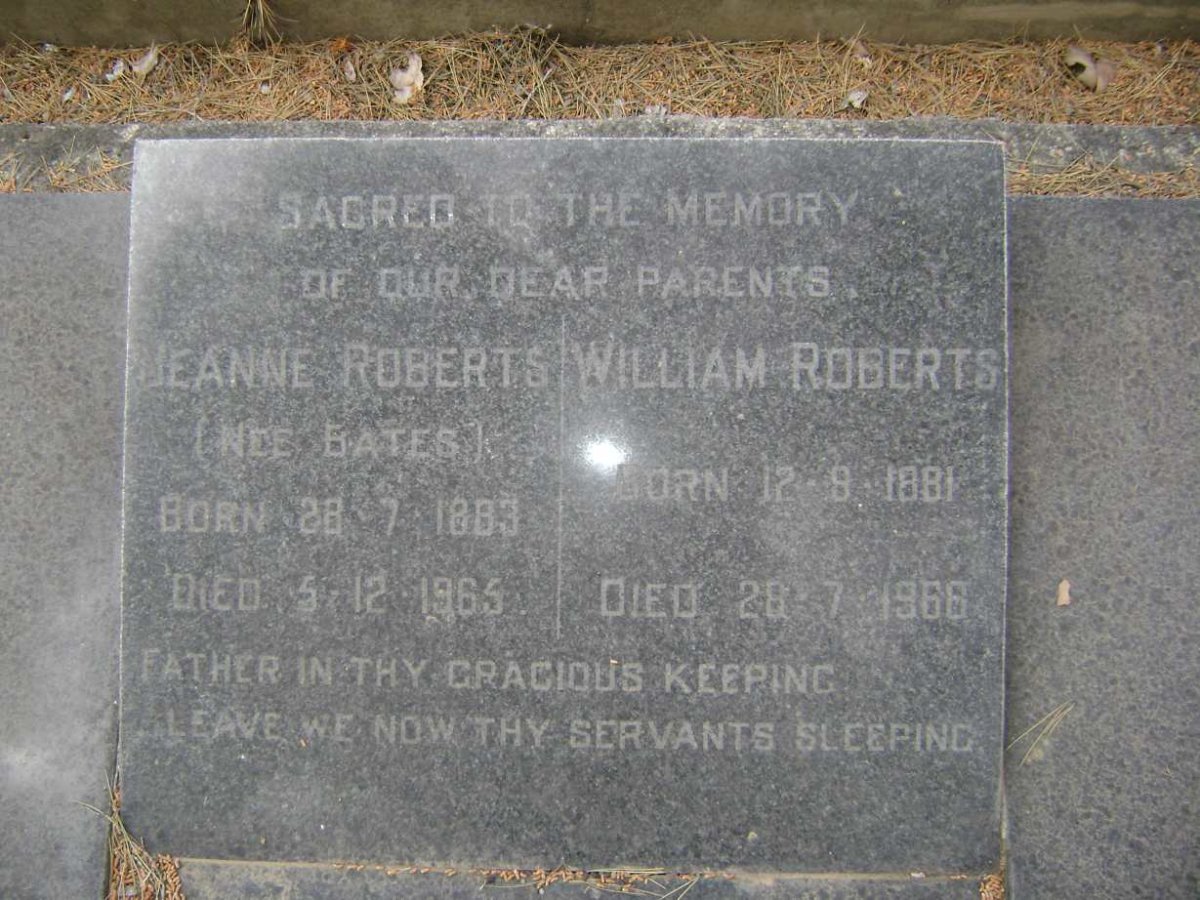 SACRED TO THE MEMORY
OF OUR DEAR PARENTS.
JEANNE ROBERTS
(NEE BATES)
BORN 28·7·1883
DIED 5·12·1965
WILLIAM ROBERTS
BORN 12·9·1881
DIED 28·7·1966
FATHER IN THY GRACIOUS KEEPING
LEAVE WE NOW THY SERVANTS SLEEPING